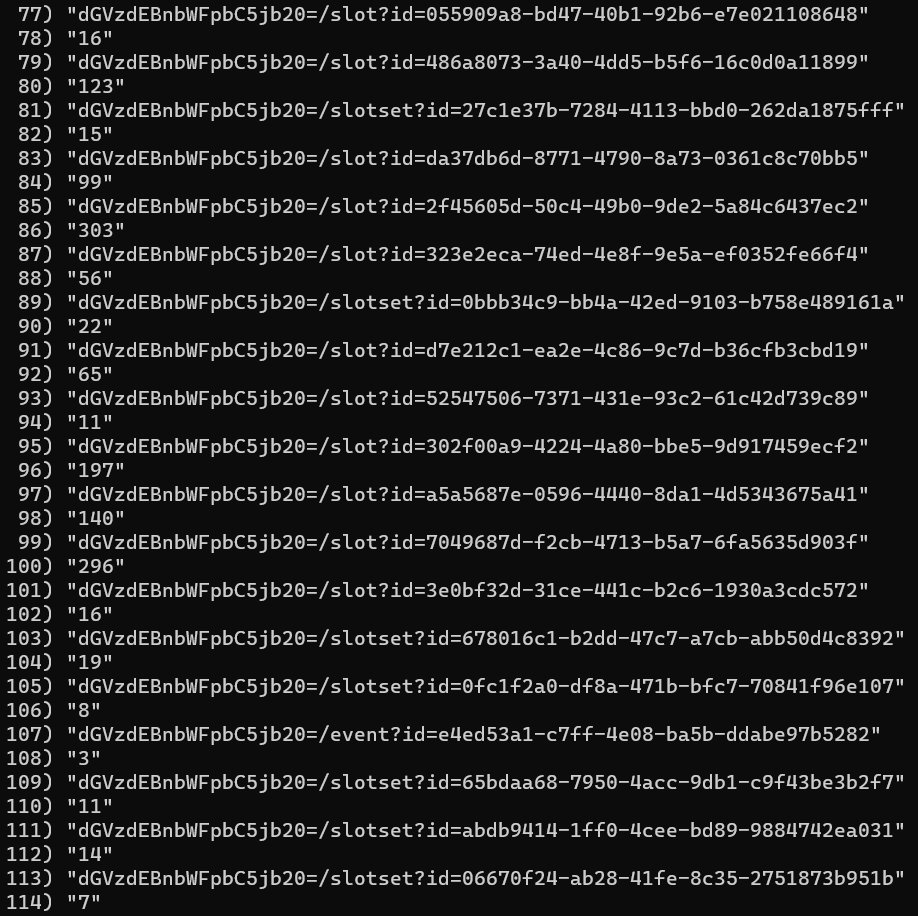 77) "dGVzdEBnbWFpbC5jb20=/slot?id=055909a8-bd47-40b1-92b6-e7e021108648"
78) "16"
79) "dGVzdEBnbWFpbC5jb20=/slot?id=486a8073-3a40-4dd5-b5f6-16c0d0a11899"
80) "123"
81) "dGVzdEBnbWFpbC5jb20=/slotset?id=27c1e37b-7284-4113-bbd0-262da1875fff"
82) "15"
83) "dGVzdEBnbWFpbC5jb20=/slot?id=da37db6d-8771-4790-8a73-0361c8c70bb5"
84) "99"
85) "dGVzdEBnbWFpbC5jb20=/slot?id=2f45605d-50c4-49b0-9de2-5a84c6437ec2"
86) "303"
87) "dGVzdEBnbWFpbC5jb20=/slot?id=323e2eca-74ed-4e8f-9e5a-ef0352fe66f4"
88) "56"
89) "dGVzdEBnbWFpbC5jb20=/slotset?id=0bbb34c9-bb4a-42ed-9103-b758e489161a"
90) "22"
91) "dGVzdEBnbWFpbC5jb20=/slot?id=d7e212c1-ea2e-4c86-9c7d-b36cfb3cbd19"
92) "65"
93) "dGVzdEBnbWFpbC5jb20=/slot?id=52547506-7371-431e-93c2-61c42d739c89"
94) "11"
95) "dGVzdEBnbWFpbC5jb20=/slot?id=302f00a9-4224-4a80-bbe5-9d917459ecf2"
96) "197"
97) "dGVzdEBnbWFpbC5jb20=/slot?id=a5a5687e-0596-4440-8da1-4d5343675a41"
98) "140"
99) "dGVzdEBnbWFpbC5jb20=/slot?id=7049687d-f2cb-4713-b5a7-6fa5635d903f"
100) "296"
101) "dGVzdEBnbWFpbC5jb20=/slot?id=3e0bf32d-31ce-441c-b2c6-1930a3cdc572"
102) "16"
103) "dGVzdEBnbWFpbC5jb20=/slotset?id=678016c1-b2dd-47c7-a7cb-abb50d4c8392"
104) "19"
105) "dGVzdEBnbWFpbC5jb20=/slotset?id=0fc1f2a0-df8a-471b-bfc7-70841f96e107"
106) "8"
107) "dGVzdEBnbWFpbC5jb20=/event?id=e4ed53a1-c7ff-4e08-ba5b-ddabe97b5282"
108) "3"
109) "dGVzdEBnbWFpbC5jb20=/slotset?id=65bdaa68-7950-4acc-9db1-c9f43be3b2f7"
110) "11"
111) "dGVzdEBnbWFpbC5jb20=/slotset?id=abdb9414-1ff0-4cee-bd89-9884742ea031"
112) "14"
113) "dGVzdEBnbWFpbC5jb20=/slotset?id=06670f24-ab28-41fe-8c35-2751873b951b"
114) "7"